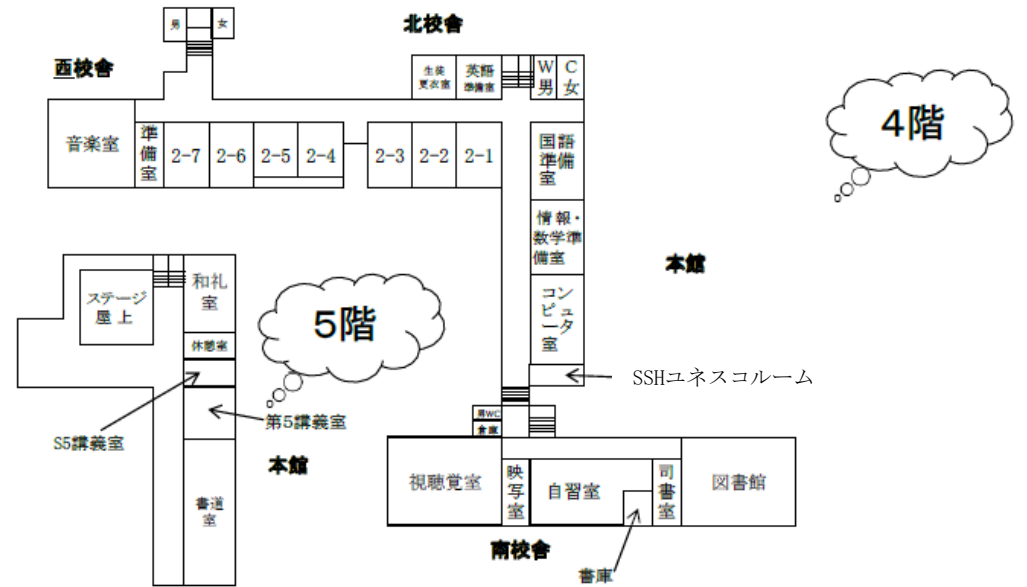 北校舎
男
女
西校舎
生徒
更衣室
英語
準備室
W
男
C
女
4階
音楽室
準
備
室
2-7
2-6
2-5
2-4
2-3
2-2
2-1
国語
準備
室
情報・
数学準
備室
本館
コン
ピュ
ータ
室
SSHユネスコルーム
ステージ
屋上
和礼
室
5階
休憩室
第5講義室
S5講義室
本館
書道
室
男WC
倉庫
視聴覚室
映
写
室
自習室
司
書
室
図書館
南校舎
書庫